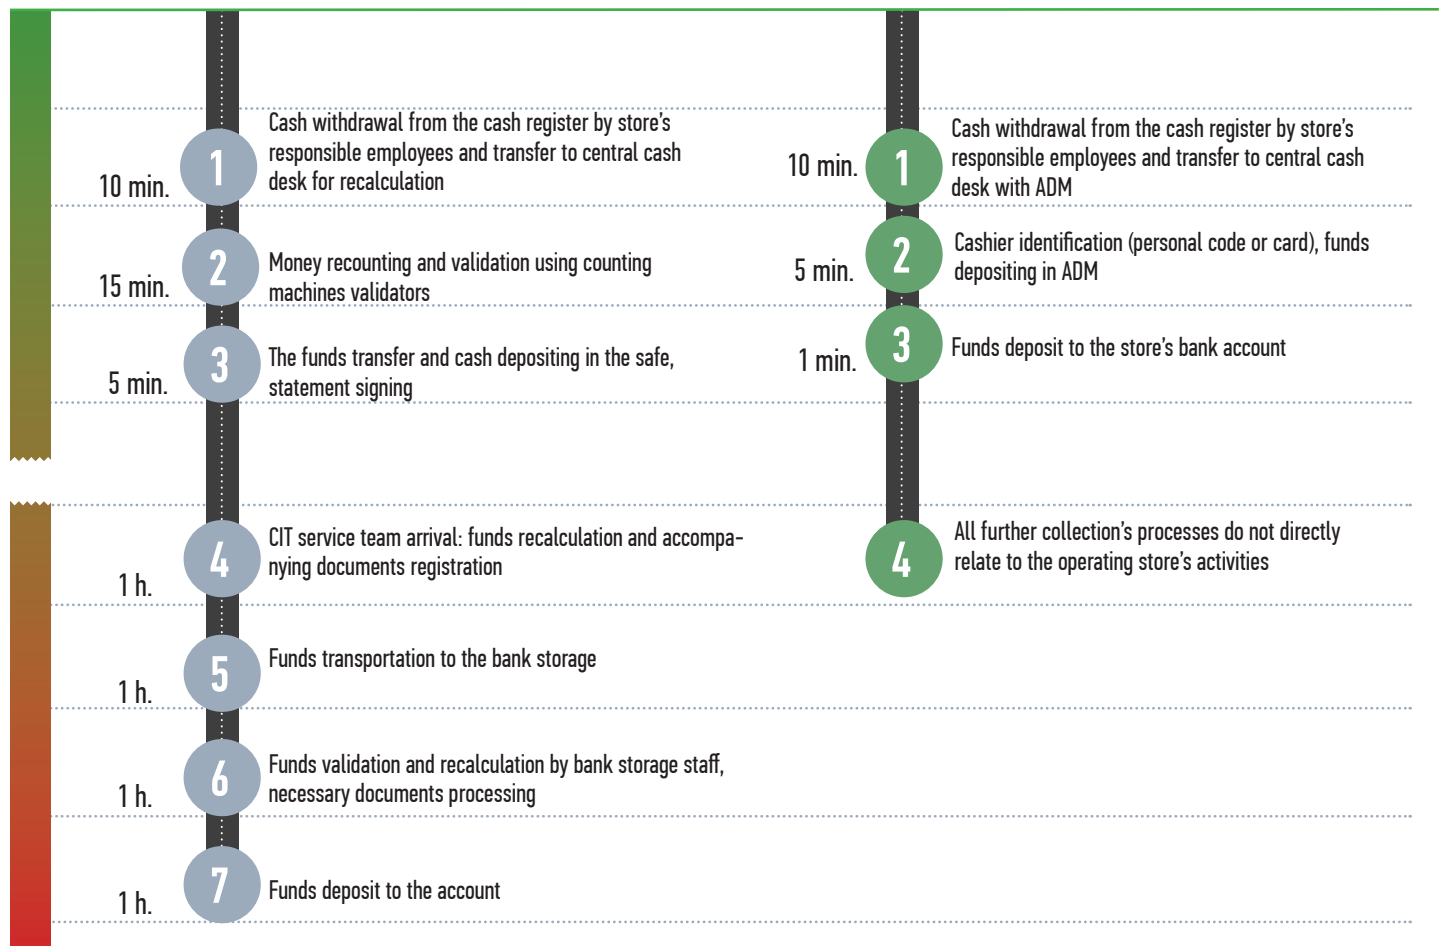 10 min.
1
Cash withdrawal from the cash register by store's
responsible employees and transfer to central cash
desk for recalculation
15 min.
2
Money recounting and validation using counting
machines validators
5 min.
3
The funds transfer and cash depositing in the safe,
statement signing
1 h.
4
CIT service team arrival: funds recalculation and accompa-
nying documents registration
1 h.
5
Funds transportation to the bank storage
1 h.
6
Funds validation and recalculation by bank storage staff,
necessary documents processing
1 h.
7
Funds deposit to the account
10 min.
1
Cash withdrawal from the cash register by store's
responsible employees and transfer to central cash
desk with ADM
5 min.
2
Cashier identification (personal code or card), funds
depositing in ADM
1 min.
3
Funds deposit to the store's bank account
4
All further collection's processes do not directly
relate to the operating store's activities